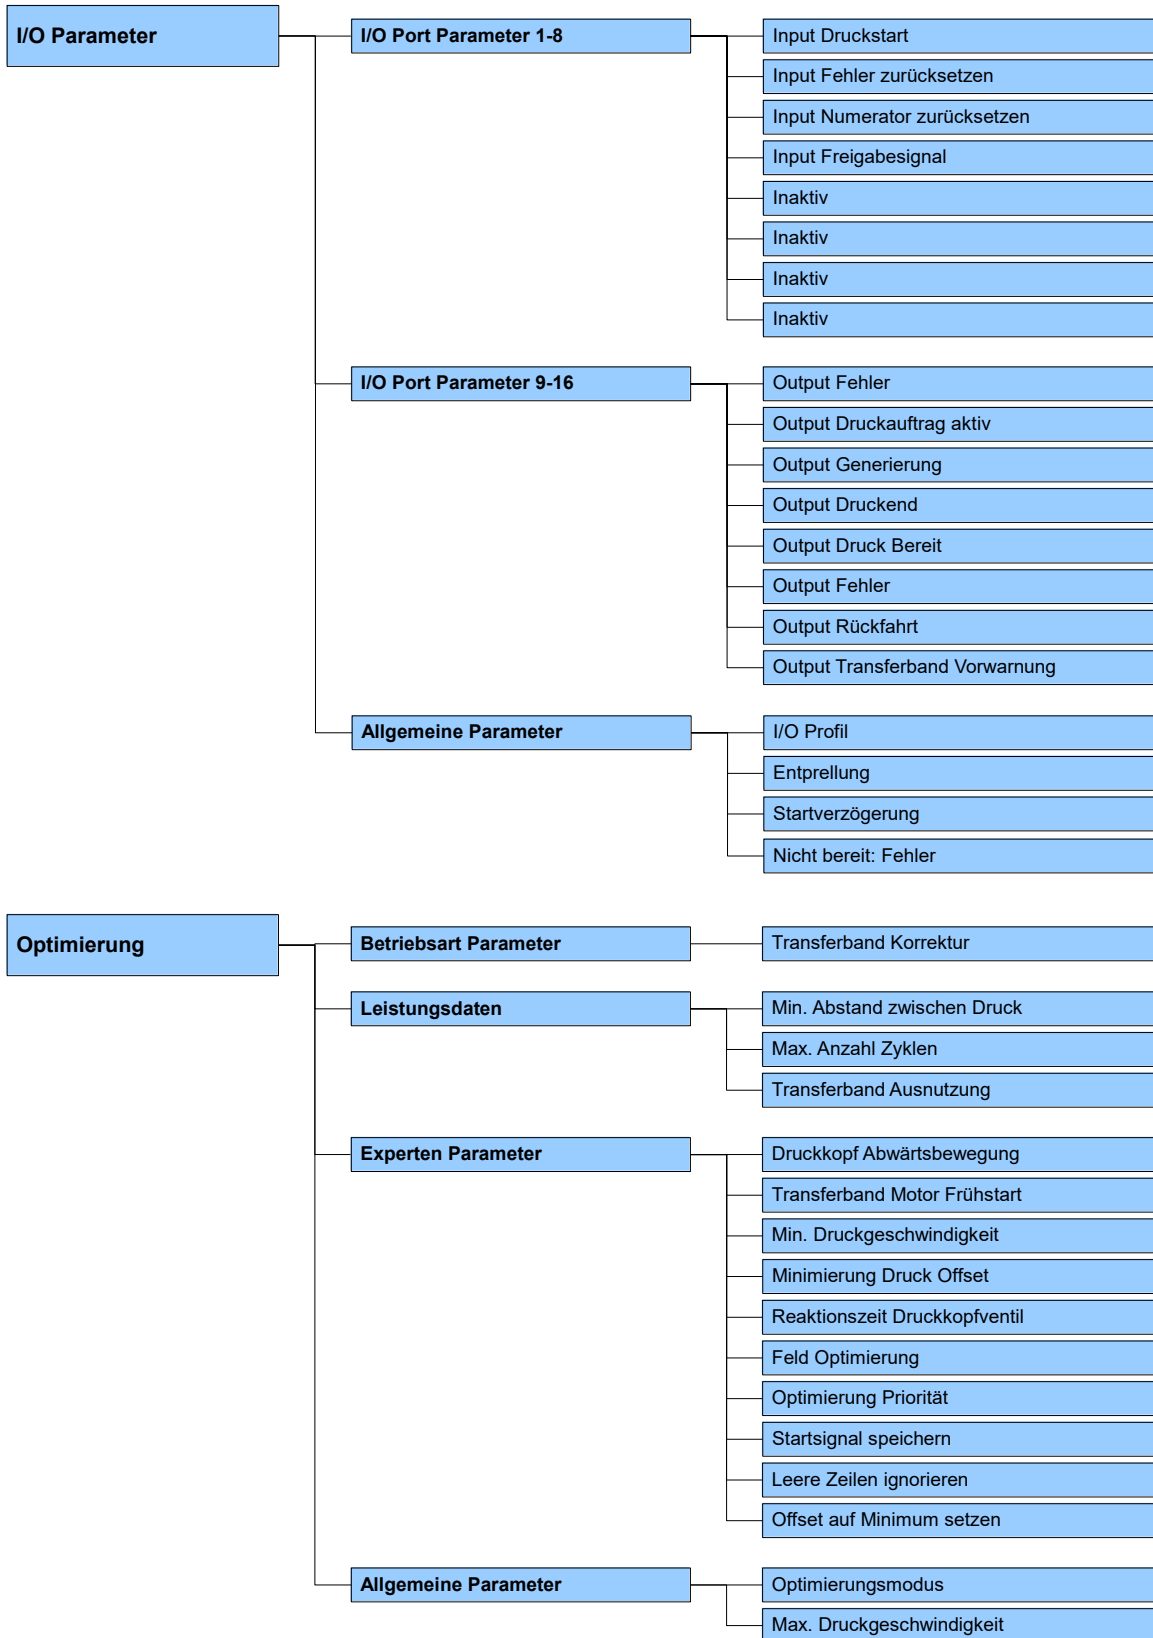 I/O Parameter
I/O Port Parameter 1-8
Input Druckstart
Input Fehler zurücksetzen
Input Numerator zurücksetzen
Input Freigabesignal
Inaktiv
Inaktiv
Inaktiv
Inaktiv
I/O Port Parameter 9-16
Output Fehler
Output Druckauftrag aktiv
Output Generierung
Output Druckend
Output Druck Bereit
Output Fehler
Output Rückfahrt
Output Transferband Vorwarnung
Allgemeine Parameter
I/O Profil
Entprellung
Startverzögerung
Nicht bereit: Fehler
Optimierung
Betriebsart Parameter
Transferband Korrektur
Leistungsdaten
Min. Abstand zwischen Druck
Max. Anzahl Zyklen
Transferband Ausnutzung
Experten Parameter
Druckkopf Abwärtsbewegung
Transferband Motor Frühstart
Min. Druckgeschwindigkeit
Minimierung Druck Offset
Reaktionszeit Druckkopfventil
Feld Optimierung
Optimierung Priorität
Startsignal speichern
Leere Zeilen ignorieren
Offset auf Minimum setzen
Allgemeine Parameter
Optimierungsmodus
Max. Druckgeschwindigkeit